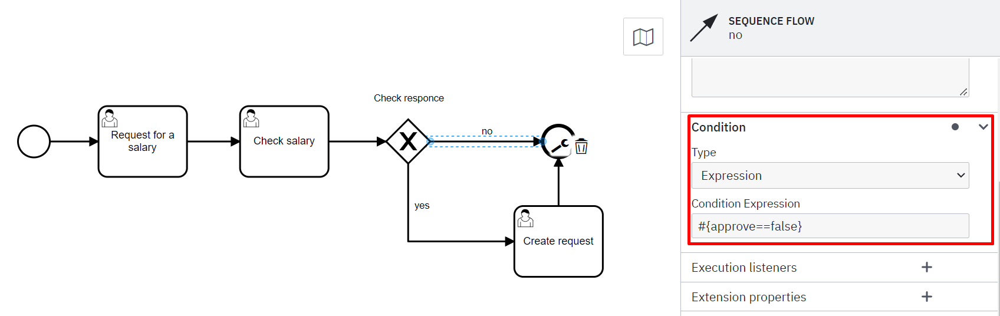 Check responce
Request for a
salary
Check salary
no
yes
Create request
SEQUENCE FLOW
no
Condition
Type
Expression
Condition Expression
#{approve==false}
Execution listeners
Extension properties